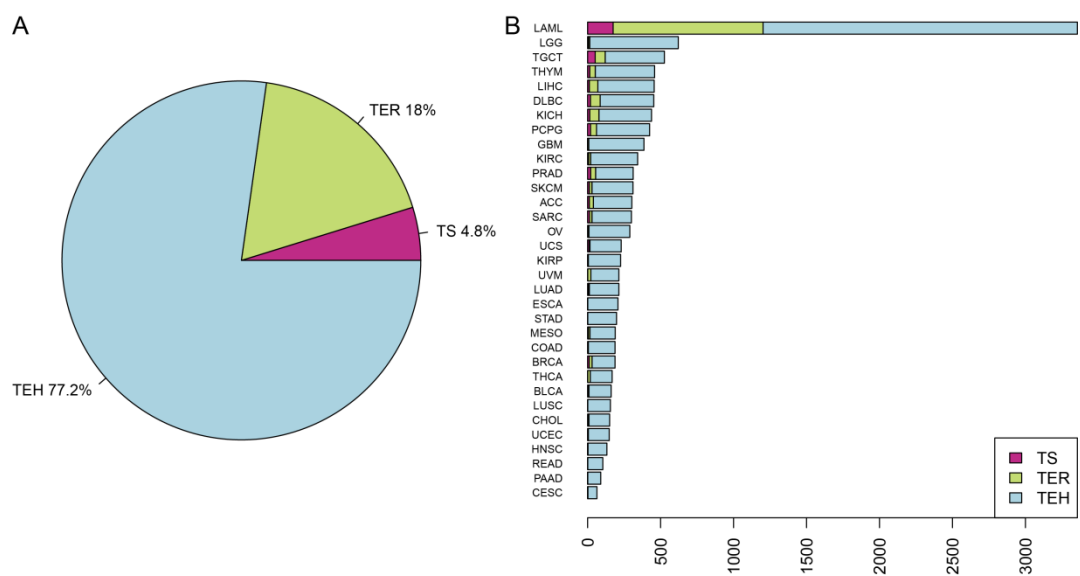 A
TER 18%
TS 4.8%
TEH 77.2%
B
LAML
LGG
TGCT
THYM
LIHC
DLBC
KICH
PCPG
GBM
KIRC
PRAD
SKCM
ACC
SARC
OV
UCS
KIRP
UVM
LUAD
ESCA
STAD
MESO
COAD
BRCA
THCA
BLCA
LUSC
CHOL
UCEC
HNSC
READ
PAAD
CESC
TS
TER
TEH
0
500
1000
1500
2000
2500
3000